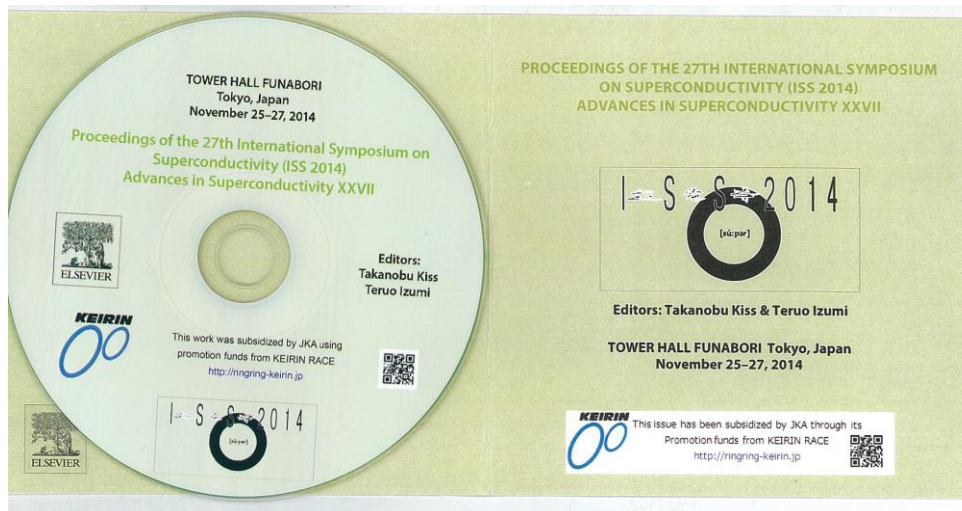 TOWER HALL FUNABORI
Tokyo, Japan
November 25–27, 2014
Proceedings of the 27th International Symposium on
Superconductivity (ISS 2014)
Advances in Superconductivity XXVII
ELSEVIER
Editors:
Takanobu Kiss
Teruo Izumi
KEIRIN
This work was subsidized by JKA using
promotion funds from KEIRIN RACE
http://ringring-keirin.jp
I S S 2014
[sú:pər]
ELSEVIER
PROCEEDINGS OF THE 27TH INTERNATIONAL SYMPOSIUM
ON SUPERCONDUCTIVITY (ISS 2014)
ADVANCES IN SUPERCONDUCTIVITY XXVII
I S S 2014
[sú:pər]
Editors: Takanobu Kiss & Teruo Izumi
TOWER HALL FUNABORI Tokyo, Japan
November 25–27, 2014
KEIRIN
This issue has been subsidized by JKA through its
Promotion funds from KEIRIN RACE
http://ringring-keirin.jp